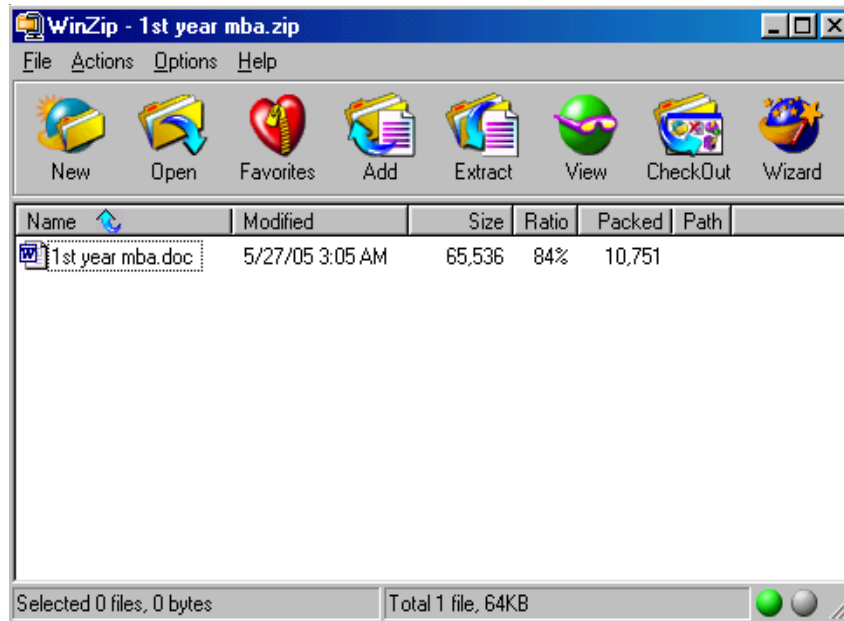 WinZip - 1st year mba.zip
File Actions Options Help
New Open Favorites Add Extract View CheckOut Wizard
Name Modified Size Ratio Packed Path
1st year mba.doc 5/27/05 3:05 AM 65,536 84% 10,751
Selected 0 files, 0 bytes Total 1 file, 64KB